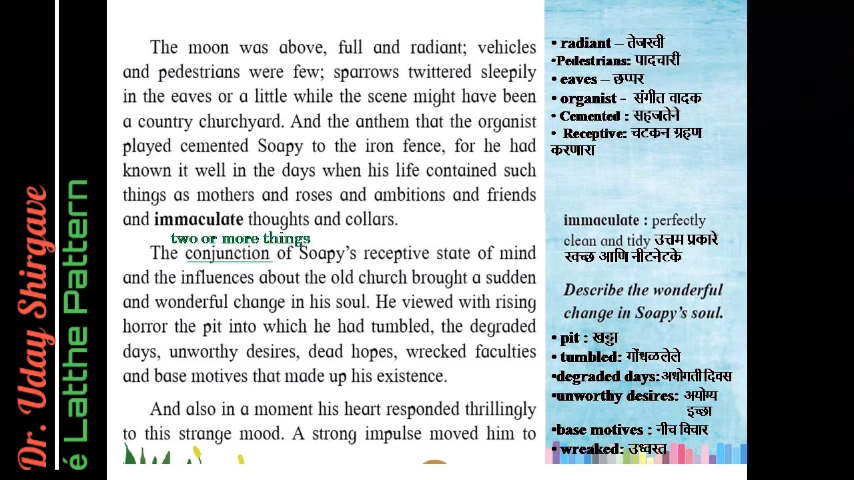 Dr. Uday Shirgave
é Latthe Pattern
The moon was above, full and radiant; vehicles
and pedestrians were few; sparrows twittered sleepily
in the eaves or a little while the scene might have been
a country churchyard. And the anthem that the organist
played cemented Soapy to the iron fence, for he had
known it well in the days when his life contained such
things as mothers and roses and ambitions and friends
and immaculate thoughts and collars.
two or more things
The conjunction of Soapy's receptive state of mind
and the influences about the old church brought a sudden
and wonderful change in his soul. He viewed with rising
horror the pit into which he had tumbled, the degraded
days, unworthy desires, dead hopes, wrecked faculties
and base motives that made up his existence.
And also in a moment his heart responded thrillingly
to this strange mood. A strong impulse moved him to
• radiant – तेजस्वी
•Pedestrians: पादचारी
• eaves – छप्पर
• organist - संगीत वादक
• Cemented : सहजतेने
• Receptive: चटकन ग्रहण
करणारा
immaculate : perfectly
clean and tidy उत्तम प्रकारे
स्वच्छ आणि नीटनेटके
Describe the wonderful
change in Soapy's soul.
• pit : खड्डा
• tumbled: गोंधळलेले
•degraded days: अधोगती दिवस
•unworthy desires: अयोग्य
इच्छा
•base motives : नीच विचार
• wreaked: उध्वस्त